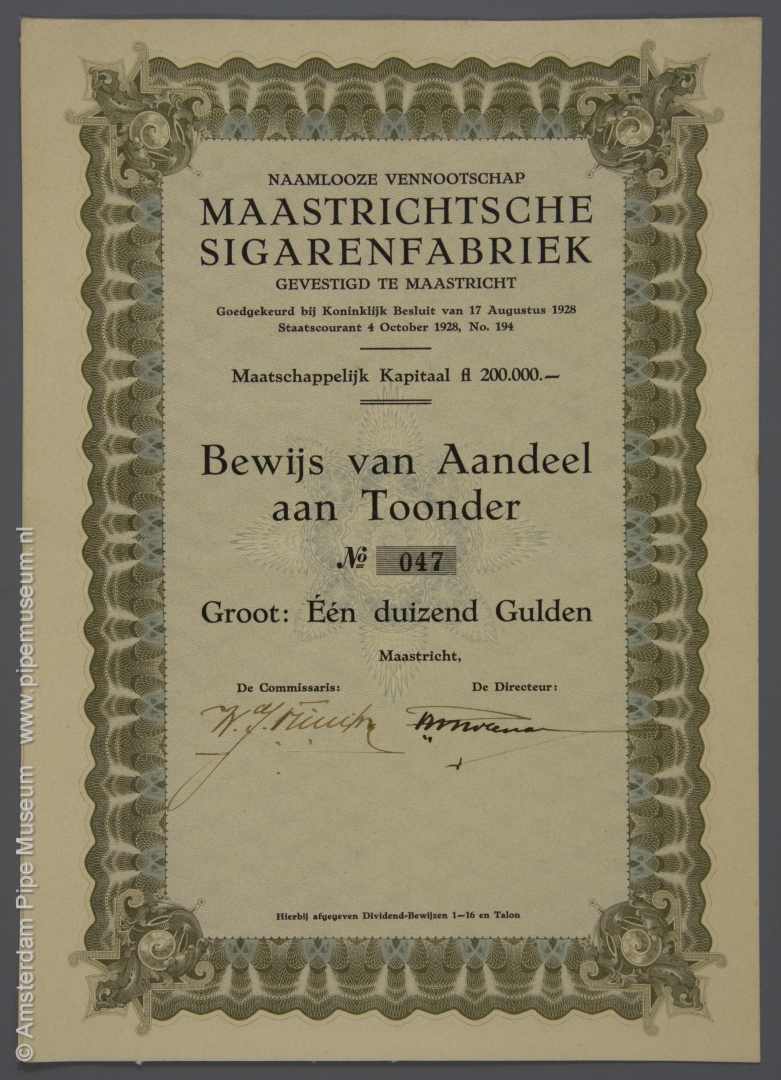 NAAMLOOZE VENNOOTSCHAP
MAASTRICHTSCHE
SIGARENFABRIEK
GEVESTIGD TE MAASTRICHT
Goedgekeurd bij Koninklijk Besluit van 17 Augustus 1928
Staatscourant 4 October 1928, No. 194
Maatschappelijk Kapitaal fl 200.000.—
Bewijs van Aandeel
aan Toonder
No 047
Groot: Één duizend Gulden
Maastricht,
De Commissaris: De Directeur:
W. J.
Hierbij afgegeven Dividend-Bewijzen 1—16 en Talon
© Amsterdam Pipe Museum www.pipemuseum.nl